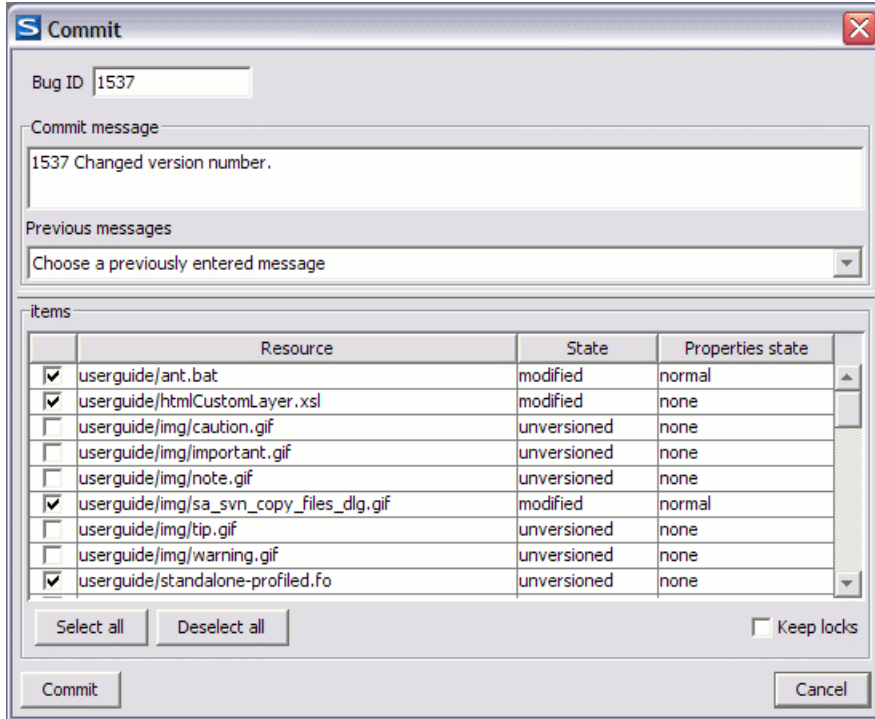 S Commit
Bug ID 1537
Commit message
1537 Changed version number.
Previous messages
Choose a previously entered message
items
Resource State Properties state
userguide/ant.bat modified normal
userguide/htmlCustomLayer.xsl modified none
userguide/img/caution.gif unversioned none
userguide/img/important.gif unversioned none
userguide/img/note.gif unversioned none
userguide/img/sa_svn_copy_files_dlg.gif modified normal
userguide/img/tip.gif unversioned none
userguide/img/warning.gif unversioned none
userguide/standalone-profiled.fo unversioned none
Select all Deselect all Keep locks
Commit Cancel